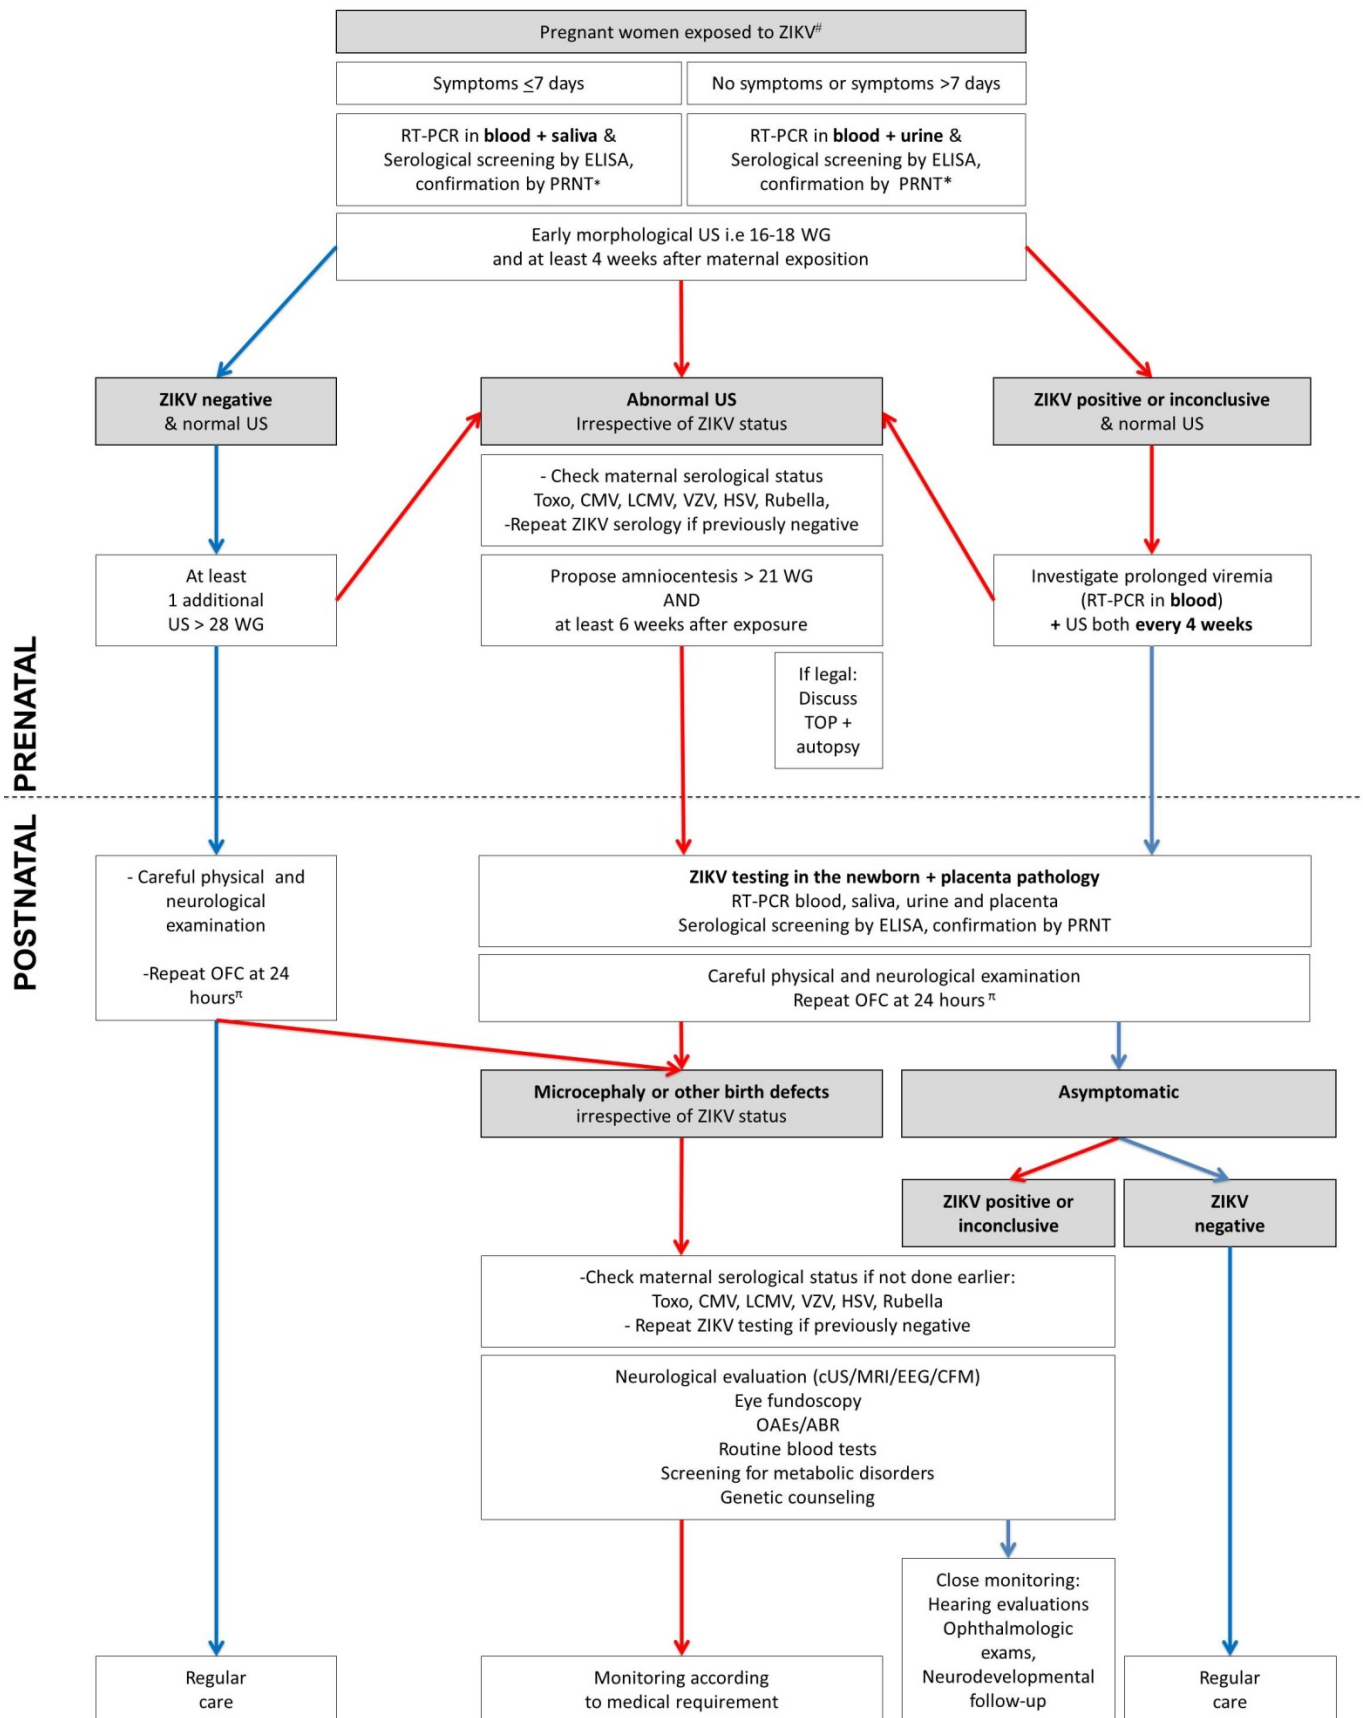 Pregnant women exposed to ZIKV#
Symptoms ≤7 days
No symptoms or symptoms >7 days
RT-PCR in blood + saliva &
Serological screening by ELISA,
confirmation by PRNT*
RT-PCR in blood + urine &
Serological screening by ELISA,
confirmation by PRNT*
Early morphological US i.e 16-18 WG
and at least 4 weeks after maternal exposition
ZIKV negative
& normal US
Abnormal US
Irrespective of ZIKV status
ZIKV positive or inconclusive
& normal US
- Check maternal serological status
Toxo, CMV, LCMV, VZV, HSV, Rubella,
-Repeat ZIKV serology if previously negative
At least
1 additional
US > 28 WG
Propose amniocentesis > 21 WG
AND
at least 6 weeks after exposure
Investigate prolonged viremia
(RT-PCR in blood)
+ US both every 4 weeks
If legal:
Discuss
TOP +
autopsy
PRENATAL
POSTNATAL
- Careful physical and
neurological
examination
-Repeat OFC at 24
hoursπ
ZIKV testing in the newborn + placenta pathology
RT-PCR blood, saliva, urine and placenta
Serological screening by ELISA, confirmation by PRNT
Careful physical and neurological examination
Repeat OFC at 24 hours π
Microcephaly or other birth defects
irrespective of ZIKV status
Asymptomatic
ZIKV positive or
inconclusive
ZIKV
negative
-Check maternal serological status if not done earlier:
Toxo, CMV, LCMV, VZV, HSV, Rubella
- Repeat ZIKV testing if previously negative
Neurological evaluation (cUS/MRI/EEG/CFM)
Eye fundoscopy
OAEs/ABR
Routine blood tests
Screening for metabolic disorders
Genetic counseling
Close monitoring:
Hearing evaluations
Ophthalmologic
exams,
Neurodevelopmental
follow-up
Regular
care
Monitoring according
to medical requirement
Regular
care